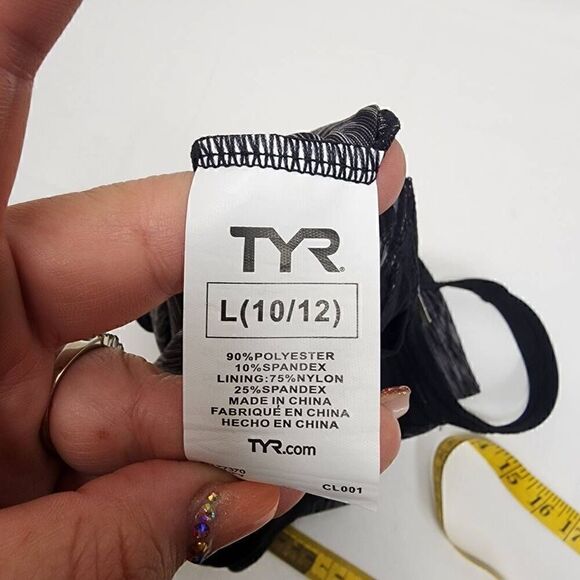 TYR
L(10/12)
90%POLYESTER
10%SPANDEX
LINING:75%NYLON
25%SPANDEX
MADE IN CHINA
FABRIQUÉ EN CHINA
HECHO EN CHINA
TYR.com
CL001